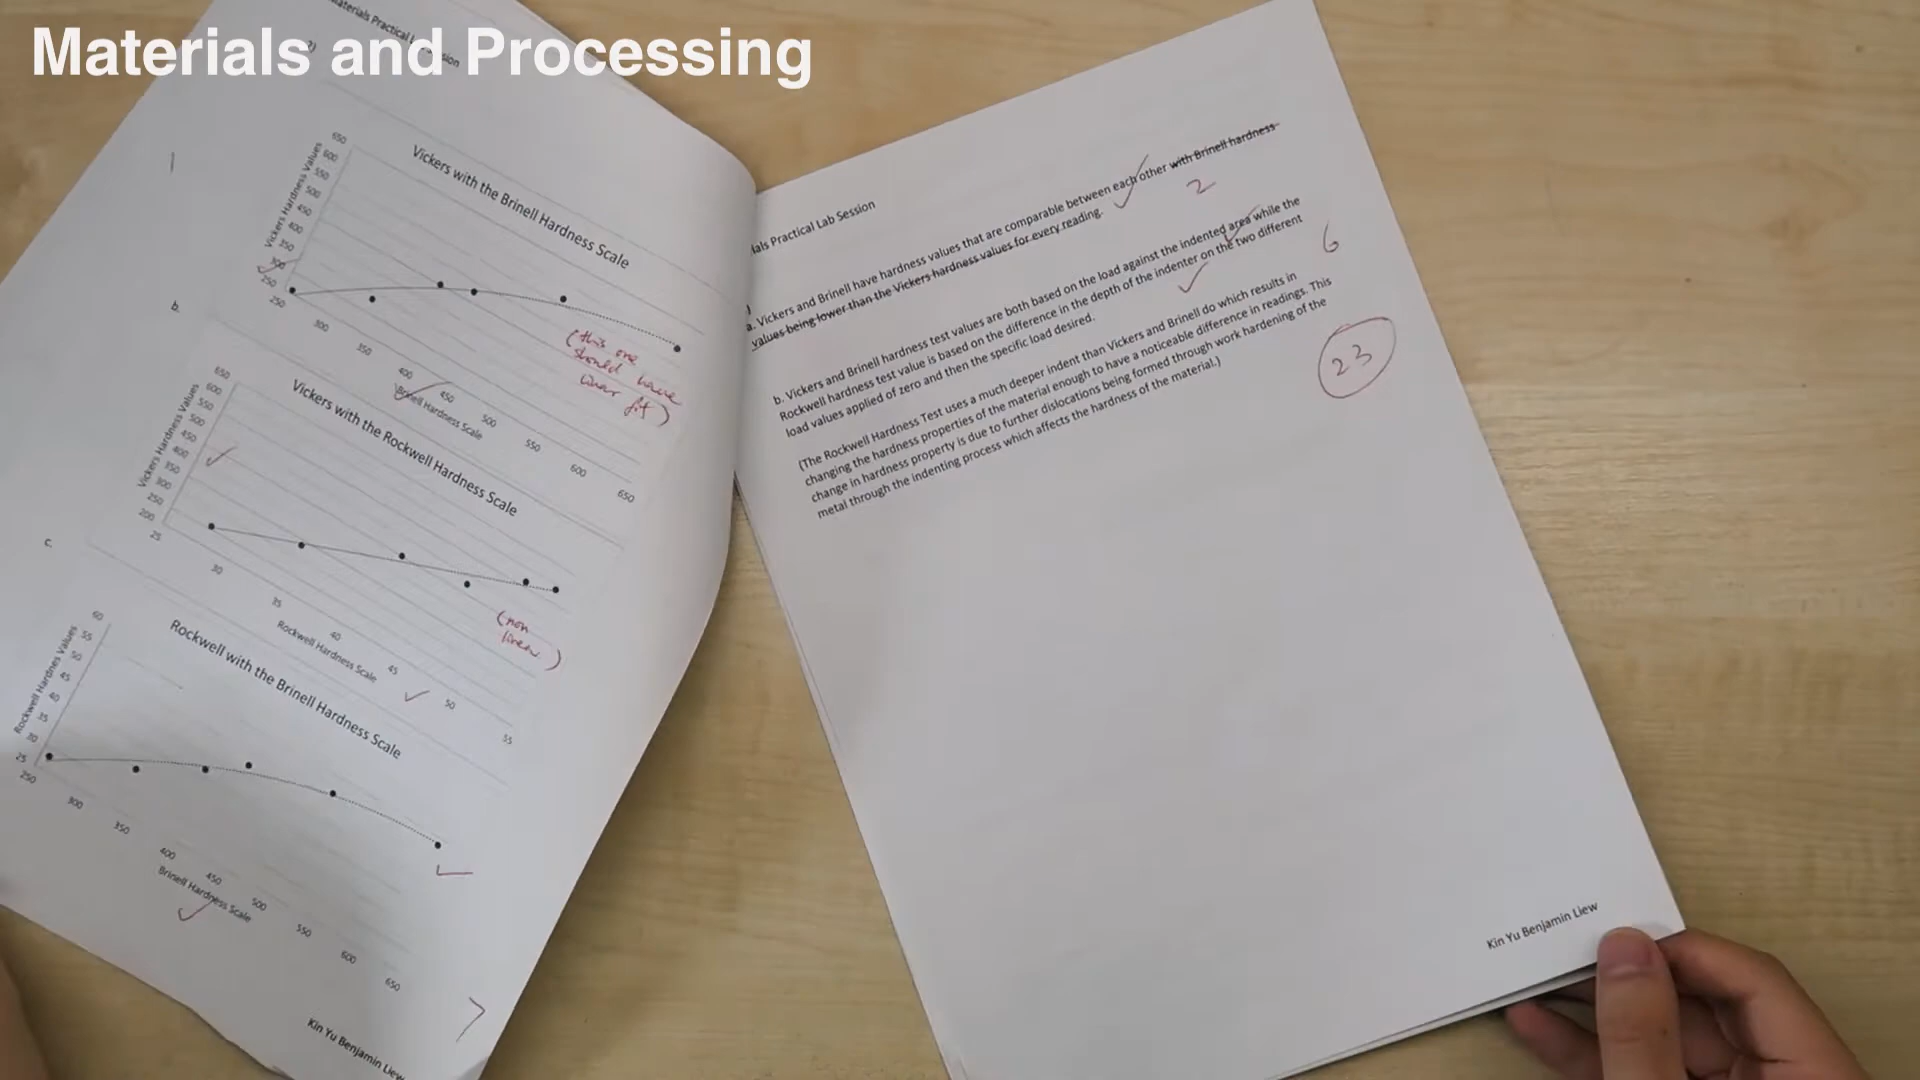 Materials and Processing
Materials Practical Lab Session
Vickers with the Brinell Hardness Scale
Vickers Hardness Values
650
600
550
500
450
400
350
300
250
250
300
350
400
450
500
550
600
650
Brinell Hardness Scale
(this one
should have
linear fit)
b.
Vickers with the Rockwell Hardness Scale
Vickers Hardness Values
650
600
550
500
450
400
350
300
250
200
25
30
35
40
45
50
55
Rockwell Hardness Scale
(non
linear)
c.
Rockwell with the Brinell Hardness Scale
Rockwell Hardnes Values
60
55
50
45
40
35
30
25
250
300
350
400
450
500
550
600
650
Brinell Hardness Scale
7
Kin Yu Benjamin Liew
ials Practical Lab Session
a. Vickers and Brinell have hardness values that are comparable between each other with Brinell hardness
values being lower than the Vickers hardness values for every reading.
2
b. Vickers and Brinell hardness test values are both based on the load against the indented area while the
Rockwell hardness test value is based on the difference in the depth of the indenter on the two different
load values applied of zero and then the specific load desired.
6
(The Rockwell Hardness Test uses a much deeper indent than Vickers and Brinell do which results in
changing the hardness properties of the material enough to have a noticeable difference in readings. This
change in hardness property is due to further dislocations being formed through work hardening of the
metal through the indenting process which affects the hardness of the material.)
23
Kin Yu Benjamin Liew